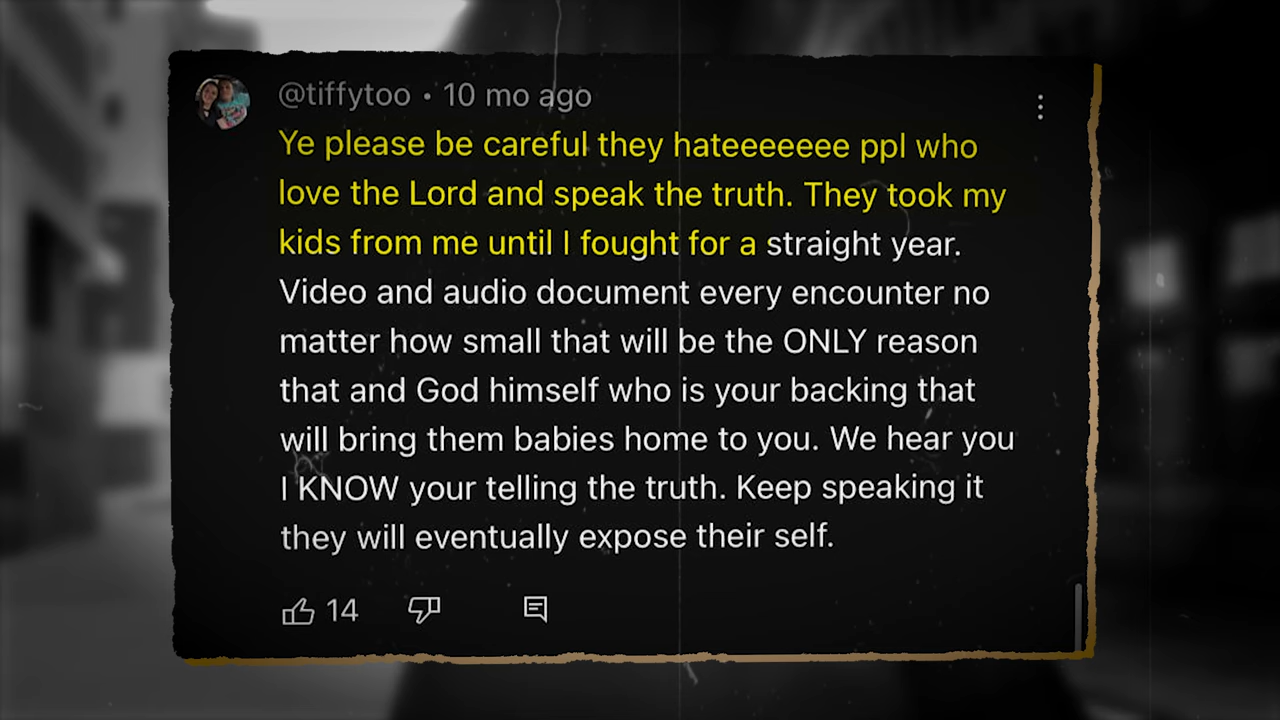 @tiffytoo • 10 mo ago
Ye please be careful they hateeeeeee ppl who
love the Lord and speak the truth. They took my
kids from me until I fought for a straight year.
Video and audio document every encounter no
matter how small that will be the ONLY reason
that and God himself who is your backing that
will bring them babies home to you. We hear you
I KNOW your telling the truth. Keep speaking it
they will eventually expose their self.
14